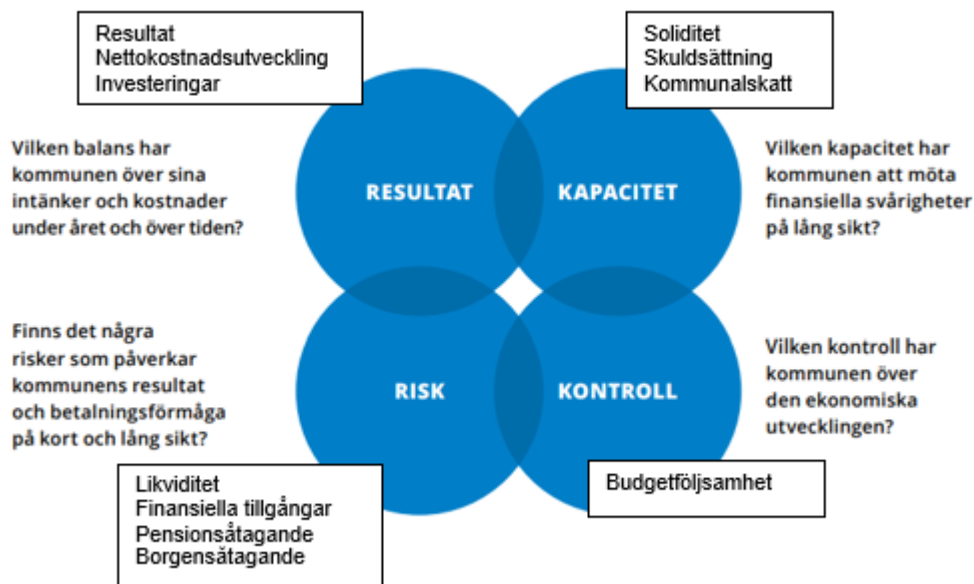 Resultat
Nettokostnadsutveckling
Investeringar
Soliditet
Skuldsättning
Kommunalskatt
Vilken balans har
kommunen över sina
intänker och kostnader
under året och över tiden?
RESULTAT
KAPACITET
Vilken kapacitet har
kommunen att möta
finansiella svårigheter
på lång sikt?
Finns det några
risker som påverkar
kommunens resultat
och betalningsförmåga
på kort och lång sikt?
RISK
KONTROLL
Vilken kontroll har
kommunen över
den ekonomiska
utvecklingen?
Likviditet
Finansiella tillgångar
Pensionsåtagande
Borgensåtagande
Budgetföljsamhet